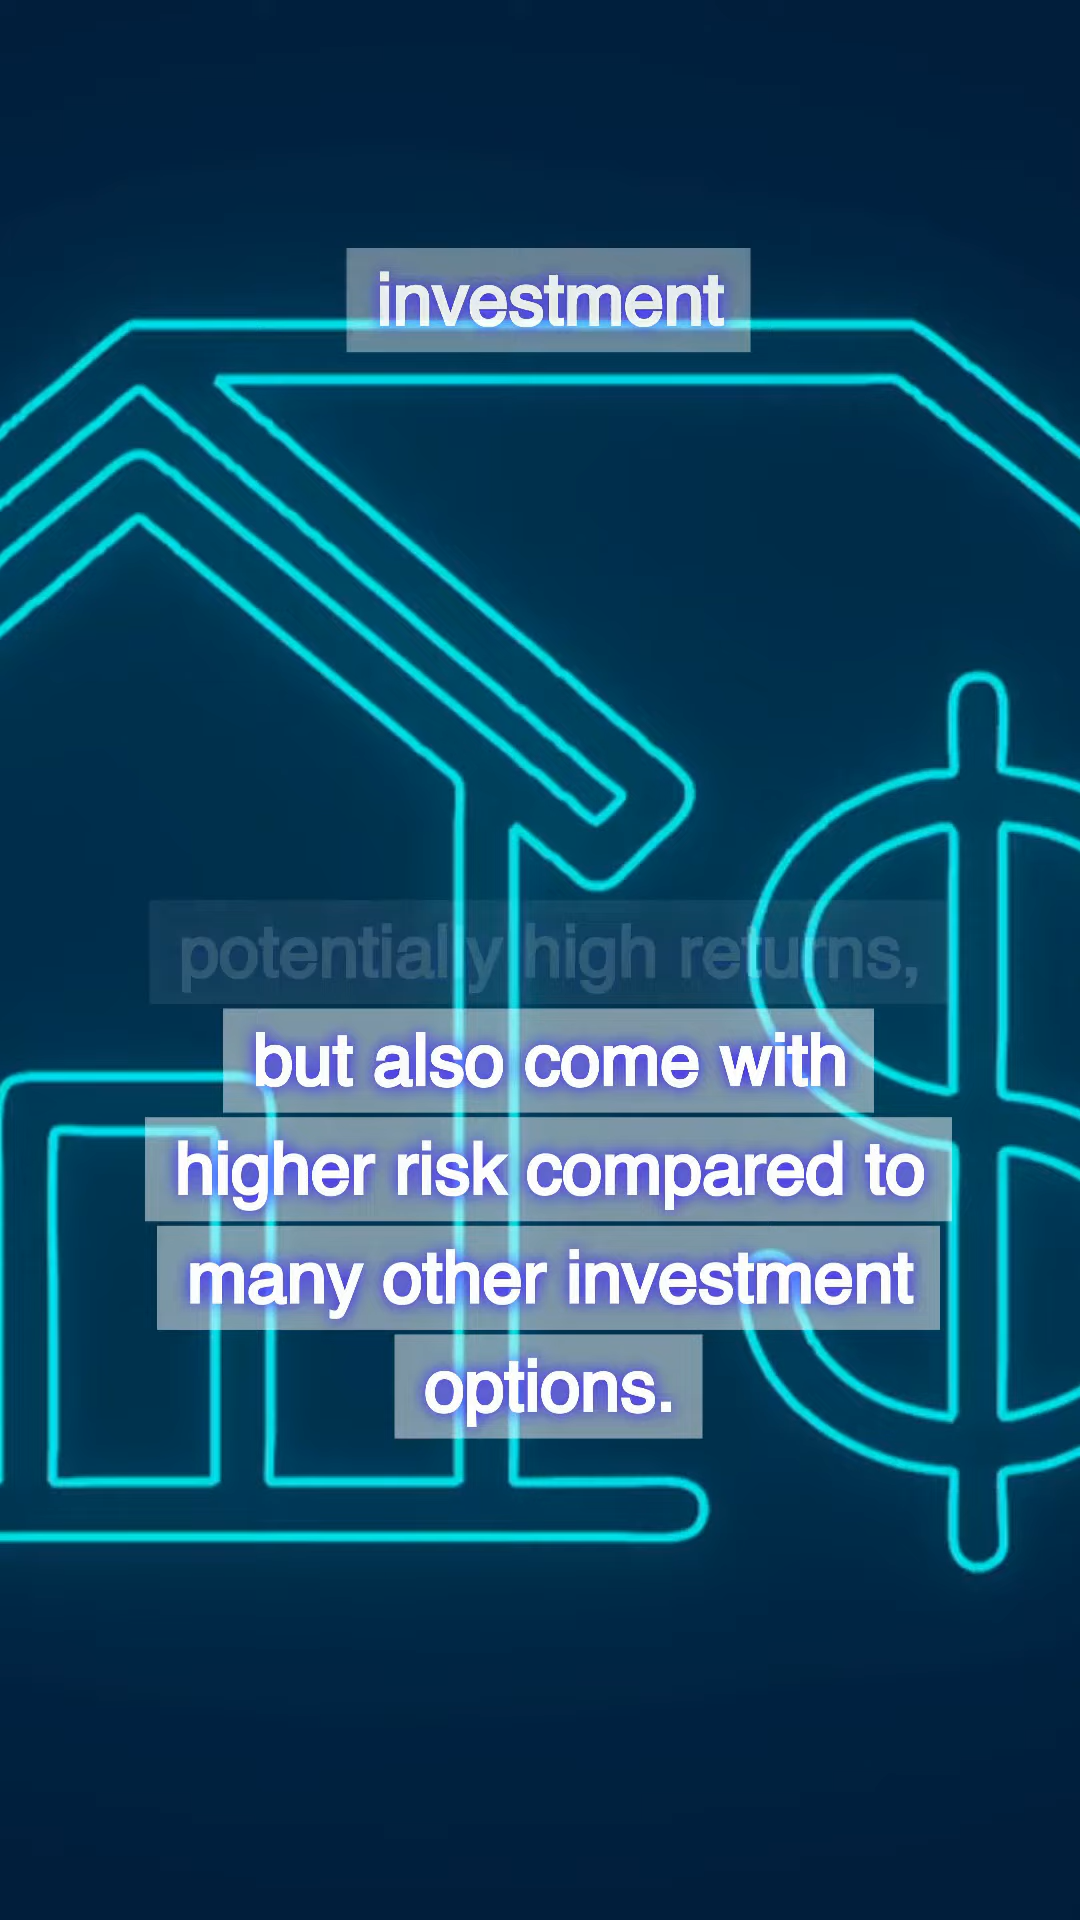 investment
potentially high returns,
but also come with
higher risk compared to
many other investment
options.